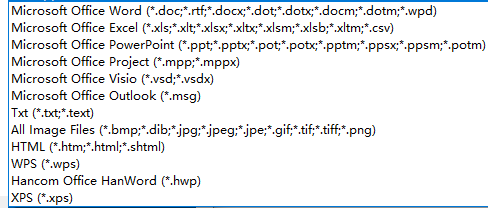 Microsoft Office Word (*.doc;*.rtf;*.docx;*.dot;*.dotx;*.docm;*.dotm;*.wpd)
Microsoft Office Excel (*.xls;*.xlt;*.xlsx;*.xltx;*.xlsm;*.xlsb;*.xltm;*.csv)
Microsoft Office PowerPoint (*.ppt;*.pptx;*.pot;*.potx;*.pptm;*.ppsx;*.ppsm;*.potm)
Microsoft Office Project (*.mpp;*.mppx)
Microsoft Office Visio (*.vsd;*.vsdx)
Microsoft Office Outlook (*.msg)
Txt (*.txt;*.text)
All Image Files (*.bmp;*.dib;*.jpg;*.jpeg;*.jpe;*.gif;*.tif;*.tiff;*.png)
HTML (*.htm;*.html;*.shtml)
WPS (*.wps)
Hancom Office HanWord (*.hwp)
XPS (*.xps)